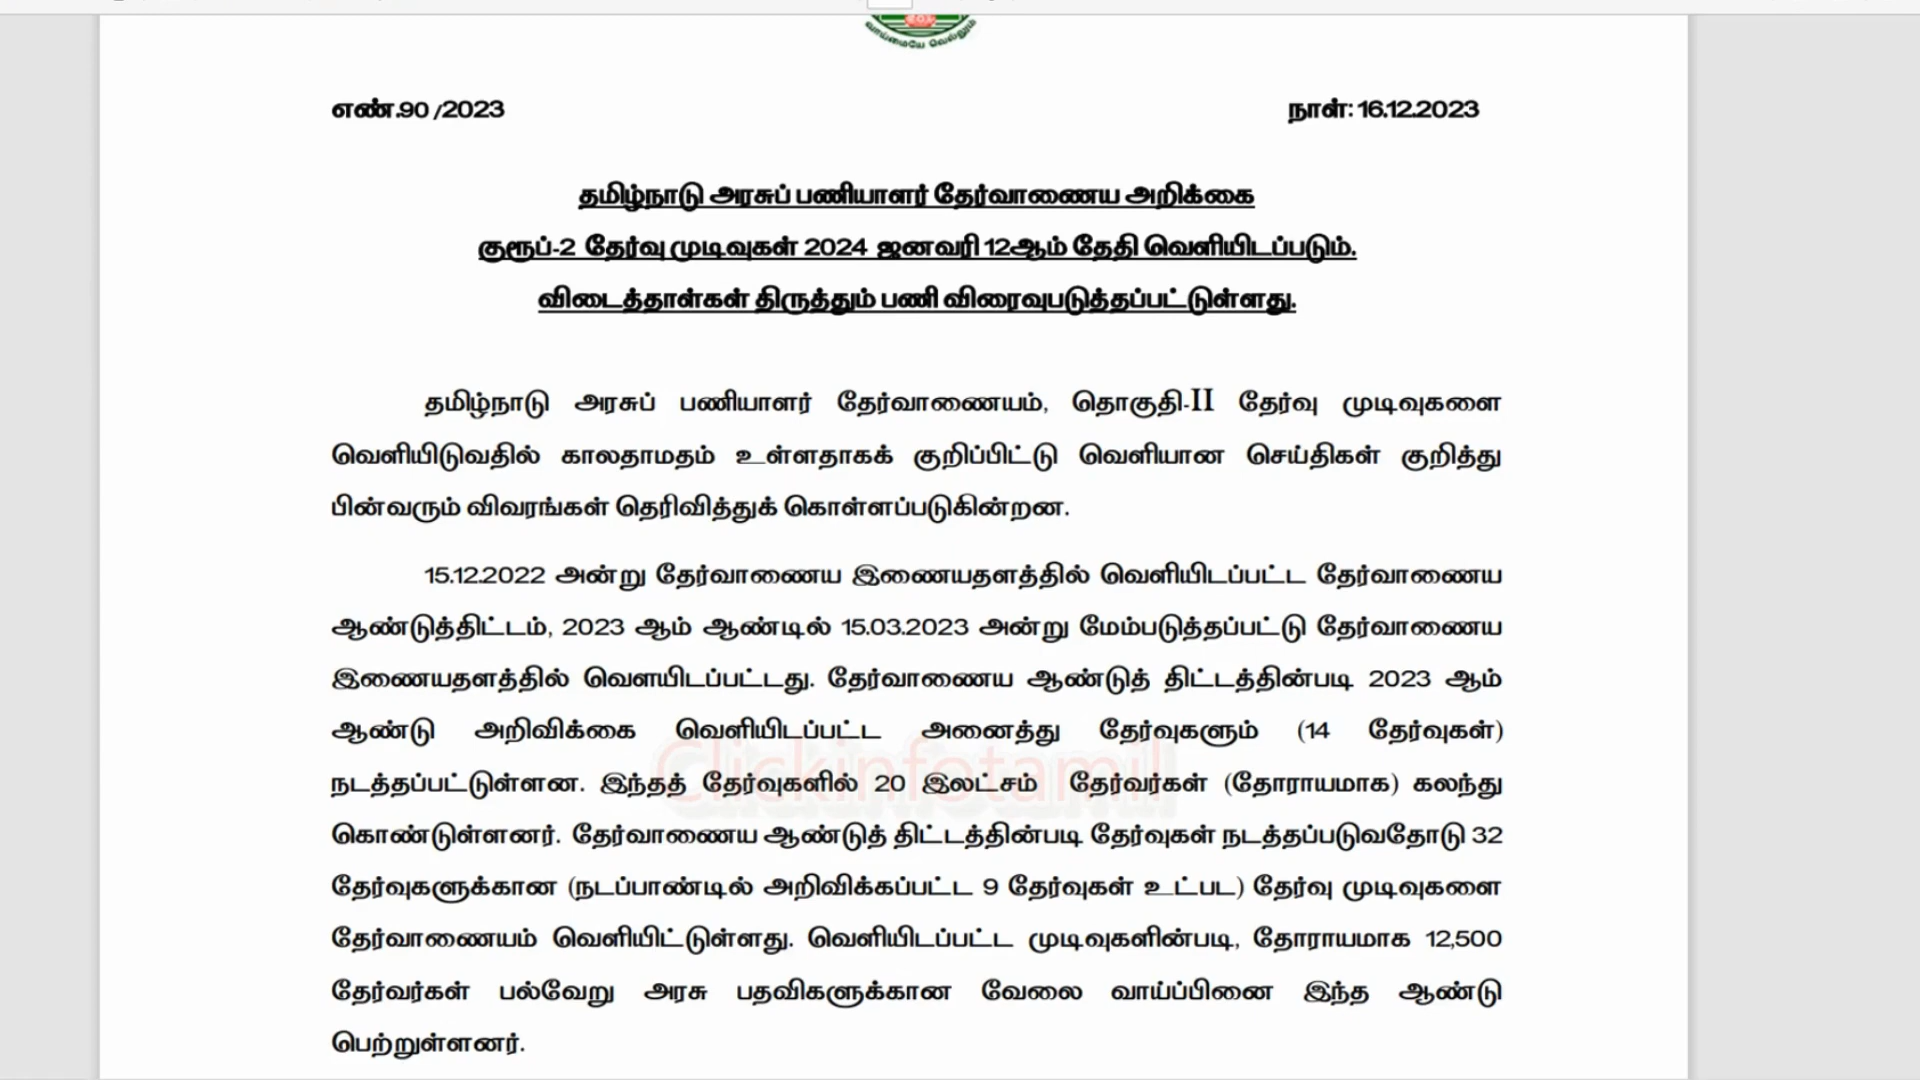 வாய்மையே வெல்லும்
எண்.90 /2023 நாள்: 16.12.2023
தமிழ்நாடு அரசுப் பணியாளர் தேர்வாணைய அறிக்கை
குரூப்-2 தேர்வு முடிவுகள் 2024 ஜனவரி 12ஆம் தேதி வெளியிடப்படும்.
விடைத்தாள்கள் திருத்தும் பணி விரைவுபடுத்தப்பட்டுள்ளது.
தமிழ்நாடு அரசுப் பணியாளர் தேர்வாணையம், தொகுதி-II தேர்வு முடிவுகளை
வெளியிடுவதில் காலதாமதம் உள்ளதாகக் குறிப்பிட்டு வெளியான செய்திகள் குறித்து
பின்வரும் விவரங்கள் தெரிவித்துக் கொள்ளப்படுகின்றன.
15.12.2022 அன்று தேர்வாணைய இணையதளத்தில் வெளியிடப்பட்ட தேர்வாணைய
ஆண்டுத்திட்டம், 2023 ஆம் ஆண்டில் 15.03.2023 அன்று மேம்படுத்தப்பட்டு தேர்வாணைய
இணையதளத்தில் வெளயிடப்பட்டது. தேர்வாணைய ஆண்டுத் திட்டத்தின்படி 2023 ஆம்
ஆண்டு அறிவிக்கை வெளியிடப்பட்ட அனைத்து தேர்வுகளும் (14 தேர்வுகள்)
நடத்தப்பட்டுள்ளன. இந்தத் தேர்வுகளில் 20 இலட்சம் தேர்வர்கள் (தோராயமாக) கலந்து
கொண்டுள்ளனர். தேர்வாணைய ஆண்டுத் திட்டத்தின்படி தேர்வுகள் நடத்தப்படுவதோடு 32
தேர்வுகளுக்கான (நடப்பாண்டில் அறிவிக்கப்பட்ட 9 தேர்வுகள் உட்பட) தேர்வு முடிவுகளை
தேர்வாணையம் வெளியிட்டுள்ளது. வெளியிடப்பட்ட முடிவுகளின்படி, தோராயமாக 12,500
தேர்வர்கள் பல்வேறு அரசு பதவிகளுக்கான வேலை வாய்ப்பினை இந்த ஆண்டு
பெற்றுள்ளனர்.
Clickinfotamil